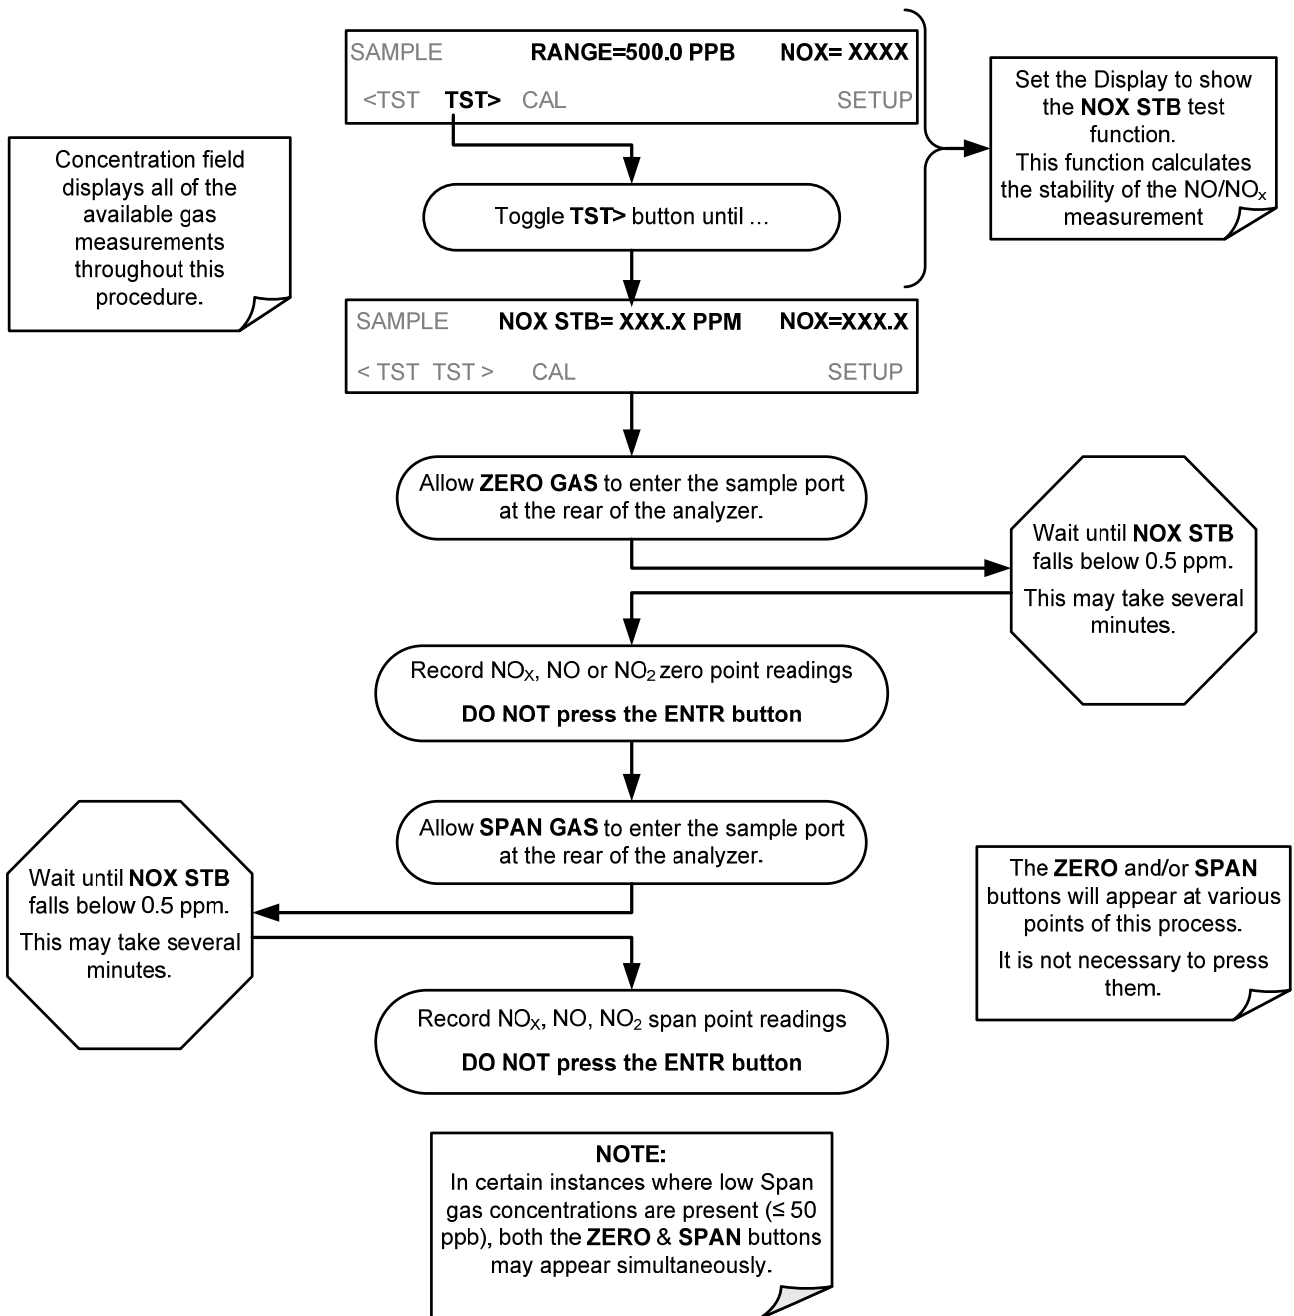 SAMPLE RANGE=500.0 PPB NOX= XXXX
<TST TST> CAL SETUP
Set the Display to show
the NOX STB test
function.
This function calculates
the stability of the NO/NOx
measurement
Concentration field
displays all of the
available gas
measurements
throughout this
procedure.
Toggle TST> button until ...
SAMPLE NOX STB= XXX.X PPM NOX=XXX.X
< TST TST > CAL SETUP
Allow ZERO GAS to enter the sample port
at the rear of the analyzer.
Wait until NOX STB
falls below 0.5 ppm.
This may take several
minutes.
Record NOX, NO or NO2 zero point readings
DO NOT press the ENTR button
Allow SPAN GAS to enter the sample port
at the rear of the analyzer.
Wait until NOX STB
falls below 0.5 ppm.
This may take several
minutes.
The ZERO and/or SPAN
buttons will appear at various
points of this process.
It is not necessary to press
them.
Record NOX, NO, NO2 span point readings
DO NOT press the ENTR button
NOTE:
In certain instances where low Span
gas concentrations are present (≤ 50
ppb), both the ZERO & SPAN buttons
may appear simultaneously.